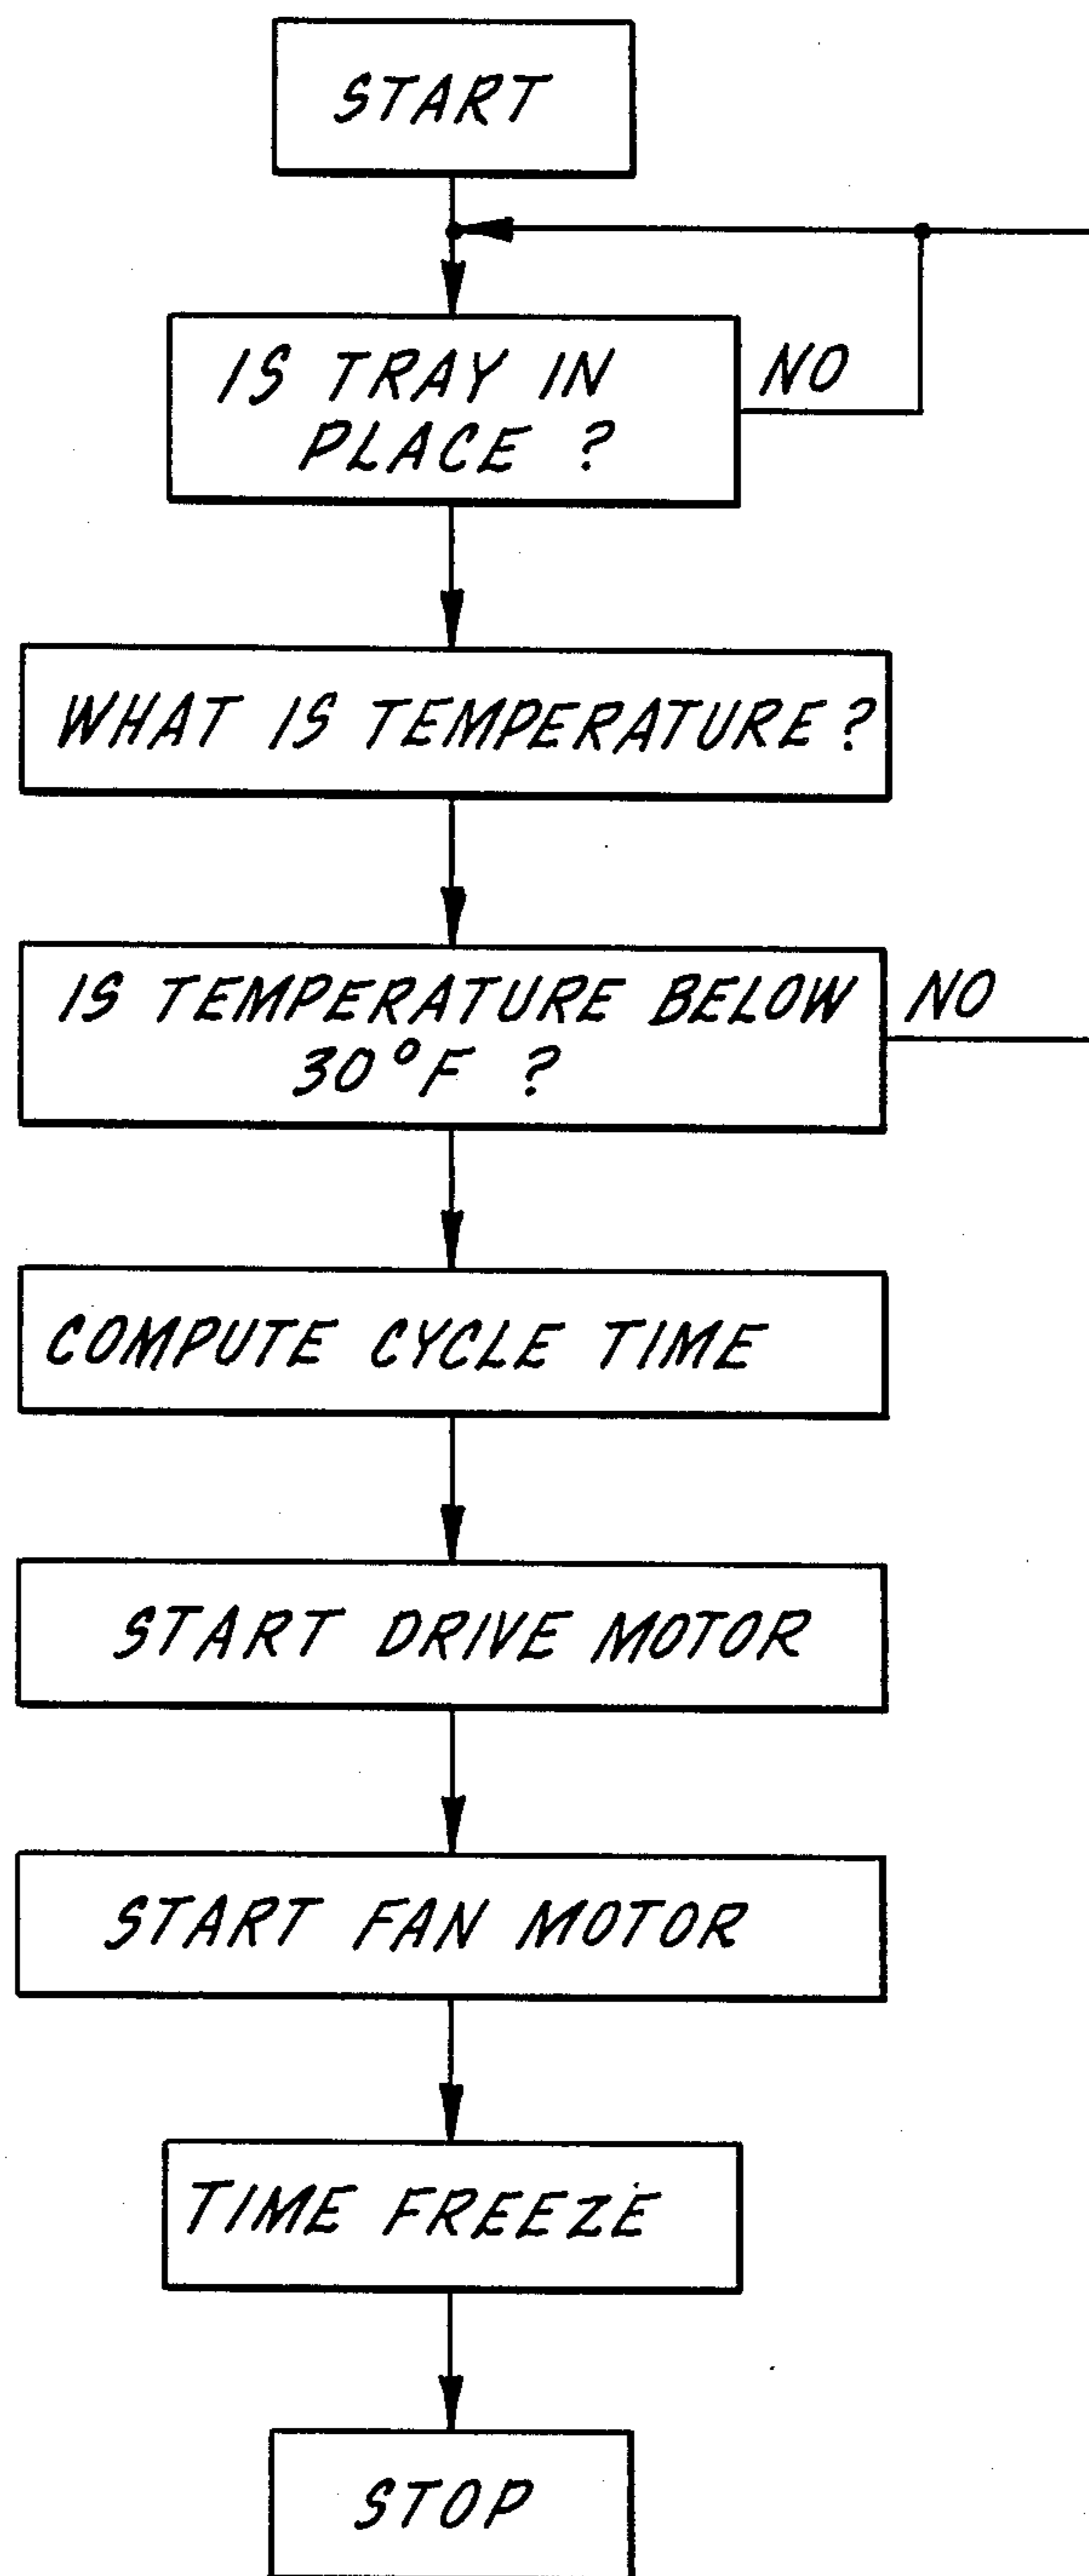 START
IS TRAY IN
PLACE ?
NO
WHAT IS TEMPERATURE?
IS TEMPERATURE BELOW
30°F ?
NO
COMPUTE CYCLE TIME
START DRIVE MOTOR
START FAN MOTOR
TIME FREEZE
STOP